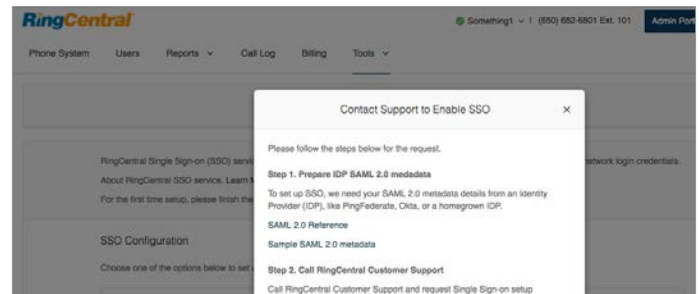 RingCentral
Something1 | (650) 682-6801 Ext. 101
Admin Port
Phone System Users Reports Call Log Billing Tools
Contact Support to Enable SSO
Please follow the steps below for the request.
RingCentral Single Sign-on (SSO) servic
network login credentials.
Step 1. Prepare IDP SAML 2.0 medadata
About RingCentral SSO service. Learn M
To set up SSO, we need your SAML 2.0 metadata details from an Identity
For the first time setup, please finish the
Provider (IDP), like PingFederate, Okta, or a homegrown IDP.
SAML 2.0 Reference
SSO Configuration
Sample SAML 2.0 metadata
Choose one of the options below to set u
Step 2. Call RingCentral Customer Support
Call RingCentral Customer Support and request Single Sign-on setup